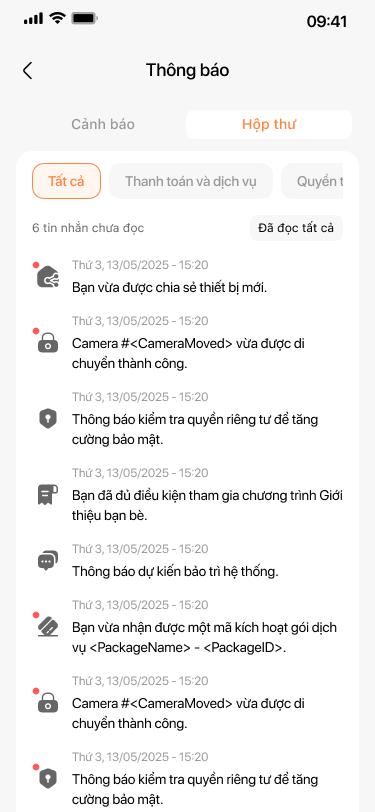 09:41
Thông báo
Cảnh báo
Hộp thư
Tất cả
Thanh toán và dịch vụ
Quyền t
6 tin nhắn chưa đọc
Đã đọc tất cả
Thứ 3, 13/05/2025 - 15:20
Bạn vừa được chia sẻ thiết bị mới.
Thứ 3, 13/05/2025 - 15:20
Camera #<CameraMoved> vừa được di
chuyển thành công.
Thứ 3, 13/05/2025 - 15:20
Thông báo kiểm tra quyền riêng tư để tăng
cường bảo mật.
Thứ 3, 13/05/2025 - 15:20
Bạn đã đủ điều kiện tham gia chương trình Giới
thiệu bạn bè.
Thứ 3, 13/05/2025 - 15:20
Thông báo dự kiến bảo trì hệ thống.
Thứ 3, 13/05/2025 - 15:20
Bạn vừa nhận được một mã kích hoạt gói dịch
vụ <PackageName> - <PackageID>.
Thứ 3, 13/05/2025 - 15:20
Camera #<CameraMoved> vừa được di
chuyển thành công.
Thứ 3, 13/05/2025 - 15:20
Thông báo kiểm tra quyền riêng tư để tăng
cường bảo mật.